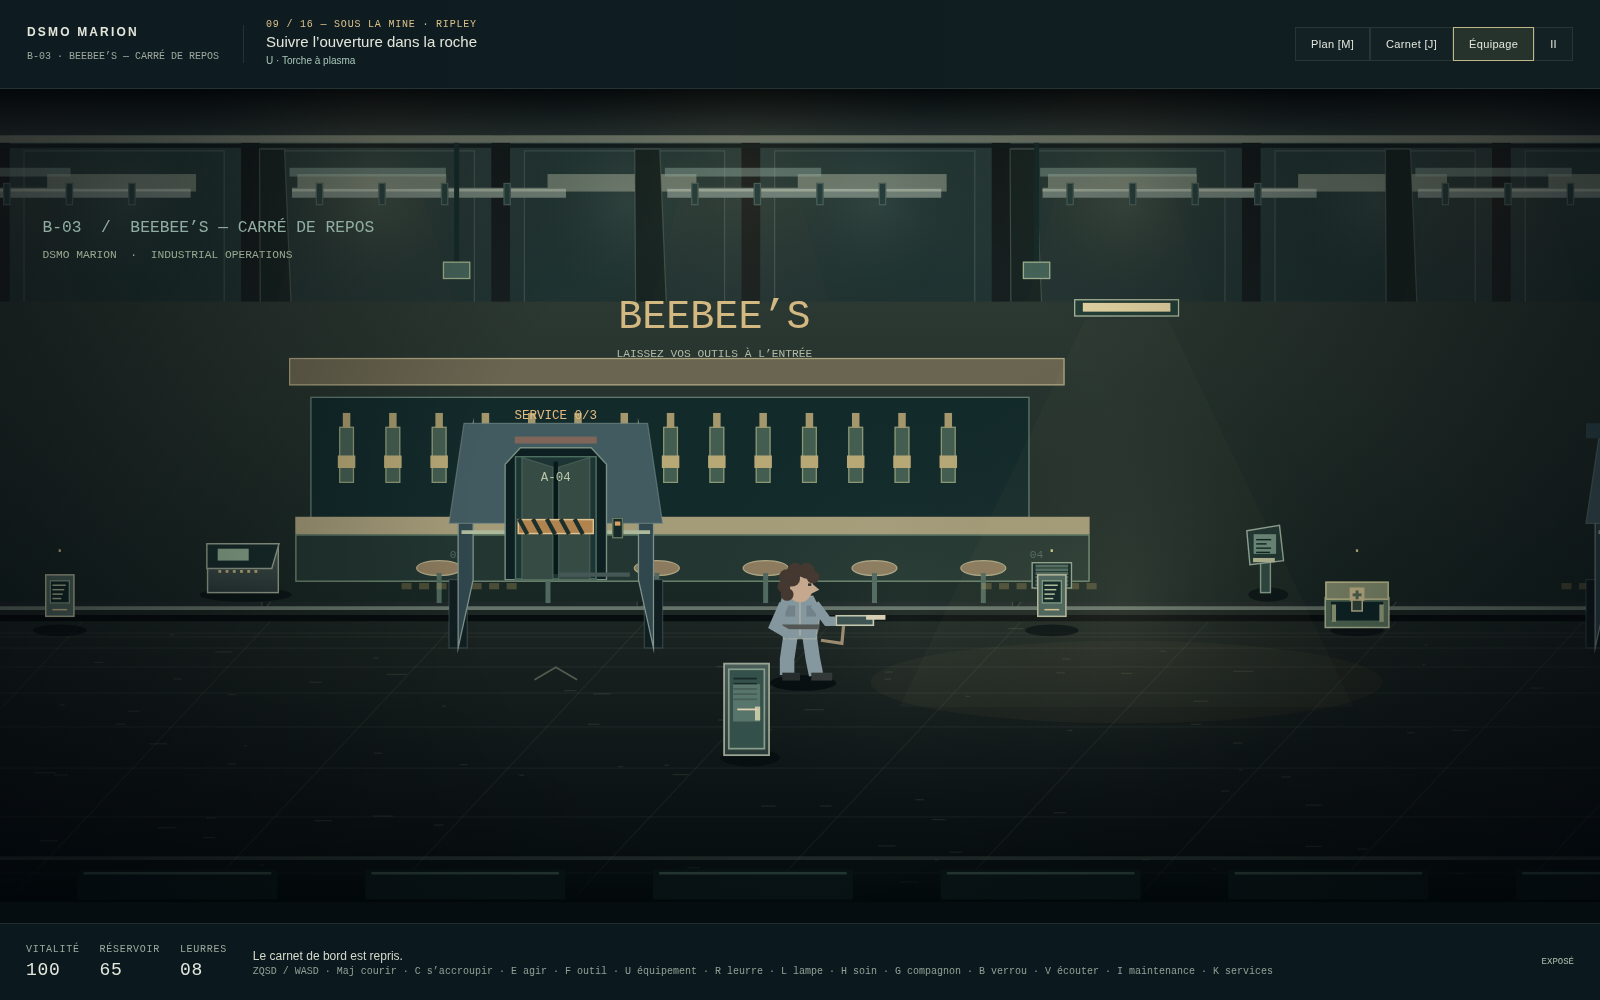 DSMO MARION
B-03 · BEEBEE’S — CARRÉ DE REPOS
09 / 16 — SOUS LA MINE · RIPLEY
Suivre l’ouverture dans la roche
U · Torche à plasma
Plan [M]
Carnet [J]
Équipage
II
B-03 / BEEBEE’S — CARRÉ DE REPOS
DSMO MARION · INDUSTRIAL OPERATIONS
BEEBEE’S
LAISSEZ VOS OUTILS À L’ENTRÉE
SERVICE 0/3
A-04
04
VITALITÉ
100
RÉSERVOIR
65
LEURRES
08
Le carnet de bord est repris.
ZQSD / WASD · Maj courir · C s’accroupir · E agir · F outil · U équipement · R leurre · L lampe · H soin · G compagnon · B verrou · V écouter · I maintenance · K services
EXPOSÉ